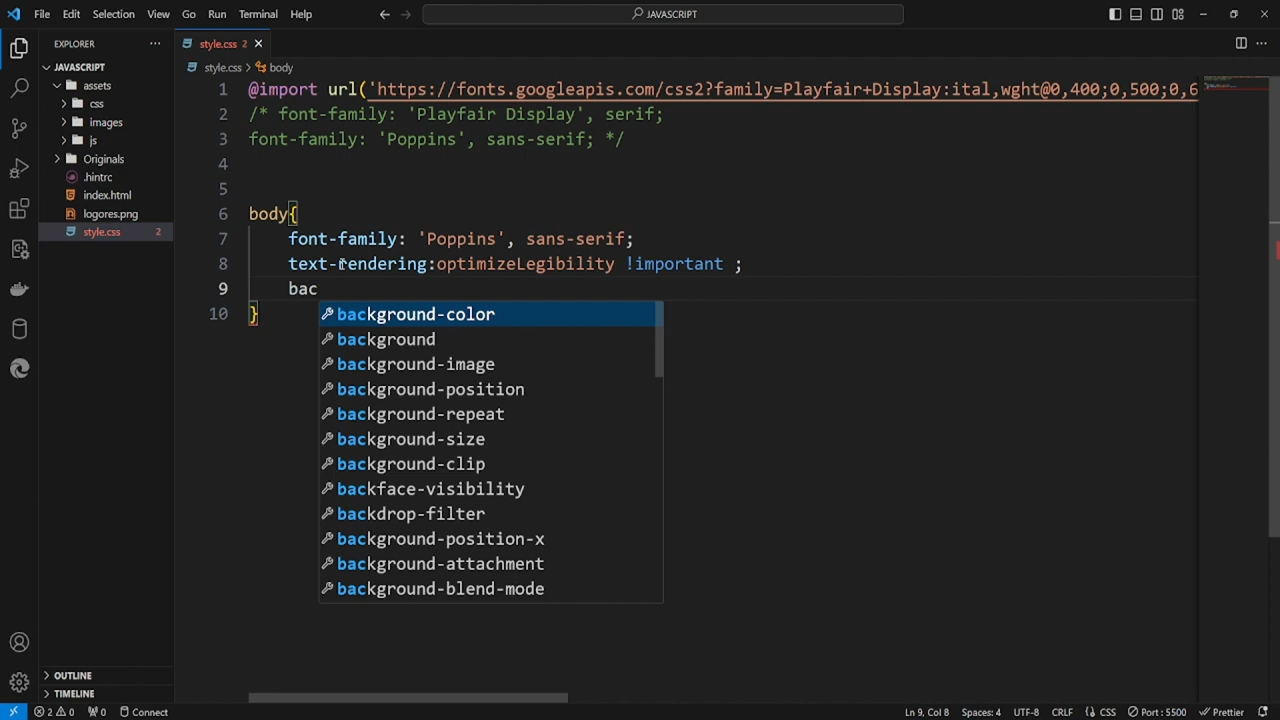 File Edit Selection View Go Run Terminal Help
JAVASCRIPT
EXPLORER
JAVASCRIPT
assets
css
images
js
Originals
.hintrc
index.html
logores.png
style.css 2
OUTLINE
TIMELINE
style.css 2
style.css > body
1 @import url('https://fonts.googleapis.com/css2?family=Playfair+Display:ital,wght@0,400;0,500;0,6
2 /* font-family: 'Playfair Display', serif;
3 font-family: 'Poppins', sans-serif; */
4
5
6 body{
7 font-family: 'Poppins', sans-serif;
8 text-rendering:optimizeLegibility !important ;
9 bac
10 }
background-color
background
background-image
background-position
background-repeat
background-size
background-clip
backface-visibility
backdrop-filter
background-position-x
background-attachment
background-blend-mode
2 0 0 Connect Ln 9, Col 8 Spaces: 4 UTF-8 CRLF {} CSS Port : 5500 Prettier